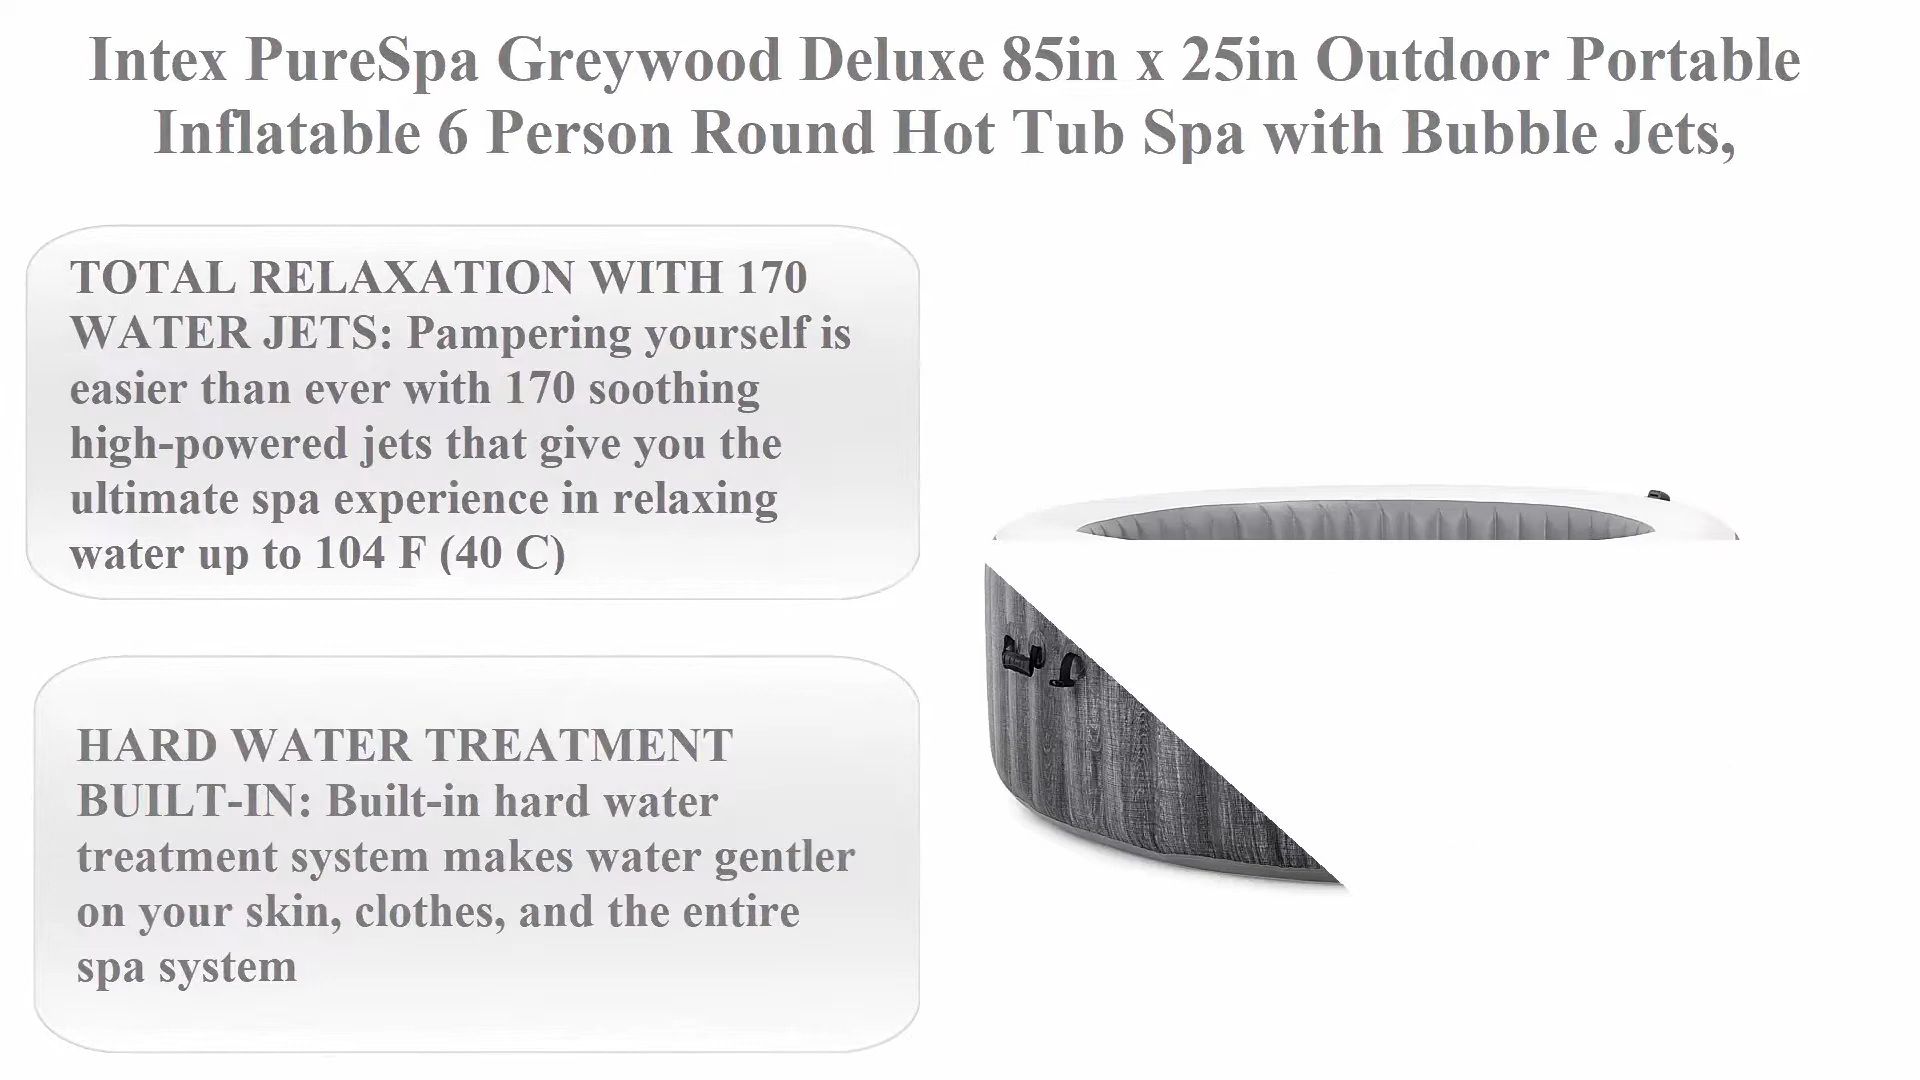 Intex PureSpa Greywood Deluxe 85in x 25in Outdoor Portable
Inflatable 6 Person Round Hot Tub Spa with Bubble Jets,
TOTAL RELAXATION WITH 170
WATER JETS: Pampering yourself is
easier than ever with 170 soothing
high-powered jets that give you the
ultimate spa experience in relaxing
water up to 104 F (40 C)
HARD WATER TREATMENT
BUILT-IN: Built-in hard water
treatment system makes water gentler
on your skin, clothes, and the entire
spa system